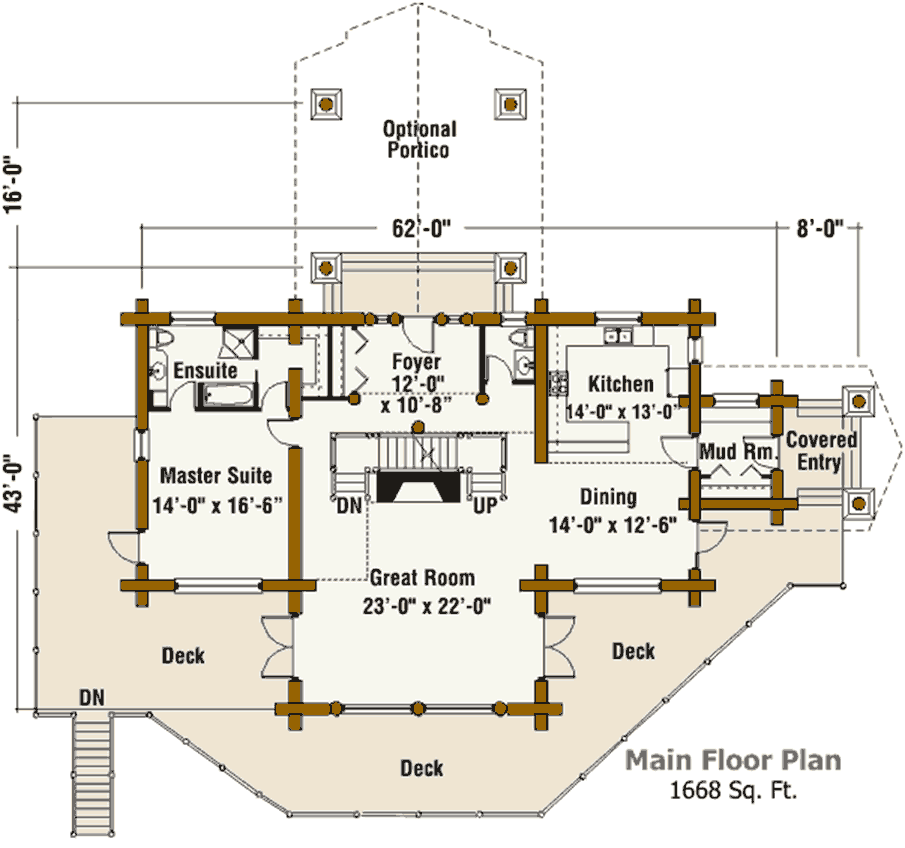 Optional
Portico
16'-0"
62'-0"
8'-0"
Ensuite
Foyer
12'-0"
x 10'-8"
Kitchen
14'-0" x 13'-0"
Mud Rm.
Covered
Entry
43'-0"
Master Suite
14'-0" x 16'-6"
DN
UP
Dining
14'-0" x 12'-6"
Great Room
23'-0" x 22'-0"
Deck
Deck
DN
Deck
Main Floor Plan
1668 Sq. Ft.